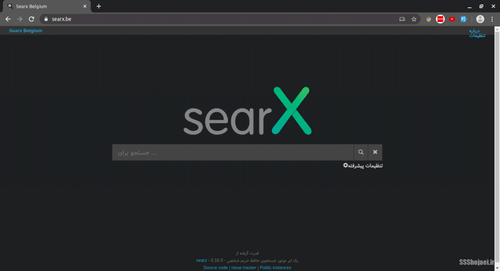 Searx Belgium
searx.be
Searx Belgium
درباره
تنظیمات
searX
جستجو برای ...
تنظیمات پیشرفته
قدرت گرفته از
searx - 0.18.0 - یک ابر موتور جستجوی حافظ حریم شخصی
Source code | Issue tracker | Public instances
SSShojaei.ir